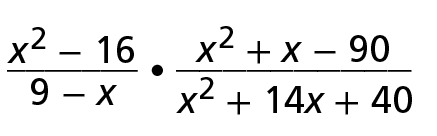 x² − 16 / 9 − x • x² + x − 90 / x² + 14x + 40